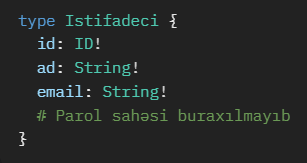 type Istifadeci {
  id: ID!
  ad: String!
  email: String!
  # Parol sahəsi buraxılmayıb
}